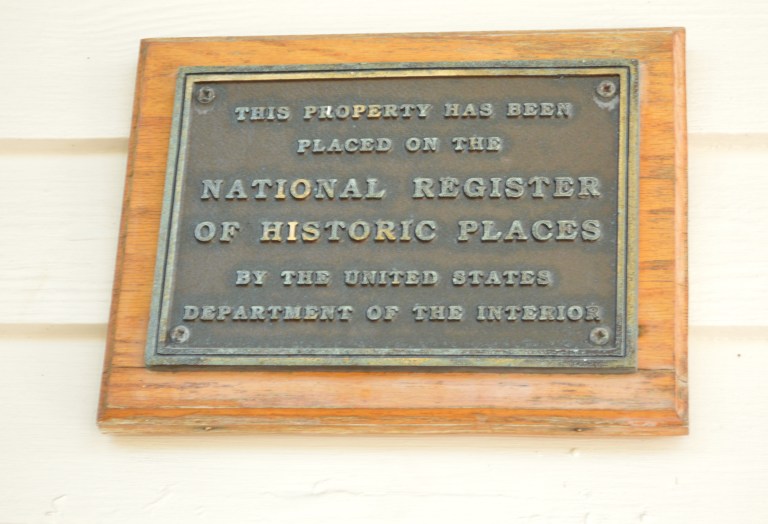 THIS PROPERTY HAS BEEN
PLACED ON THE
NATIONAL REGISTER
OF HISTORIC PLACES
BY THE UNITED STATES
DEPARTMENT OF THE INTERIOR